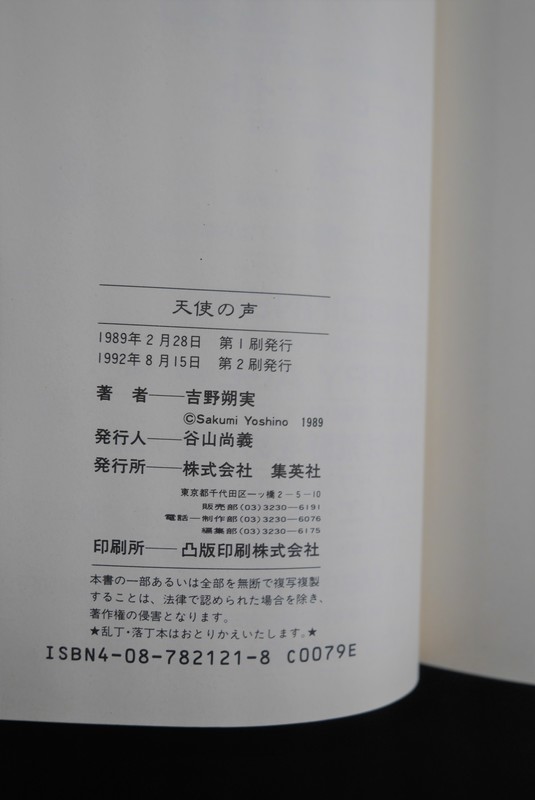 天使の声
1989年2月28日　第1刷発行
1992年8月15日　第2刷発行
著　者――吉野朔実
©Sakumi Yoshino 1989
発行人――谷山尚義
発行所――株式会社　集英社
東京都千代田区一ッ橋2－5－10
販売部(03)3230－6191
電話―制作部(03)3230－6076
編集部(03)3230－6175
印刷所――凸版印刷株式会社
本書の一部あるいは全部を無断で複写複製
することは、法律で認められた場合を除き、
著作権の侵害となります。
★乱丁・落丁本はおとりかえいたします。★
ISBN4-08-782121-8 C0079E